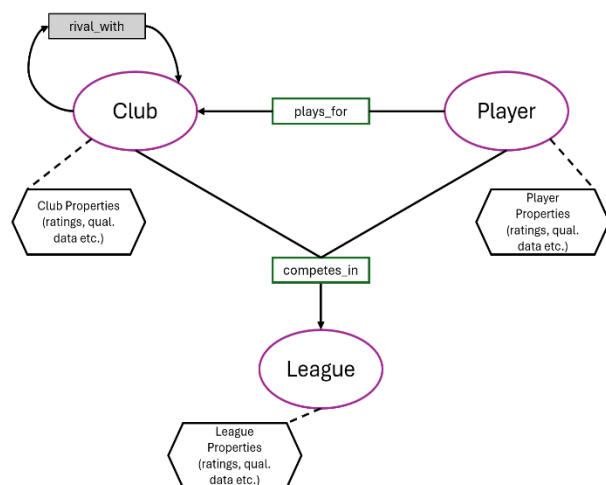 rival_with
Club
plays_for
Player
Club Properties
(ratings, qual.
data etc.)
Player
Properties
(ratings, qual.
data etc.)
competes_in
League
League
Properties
(ratings, qual.
data etc.)